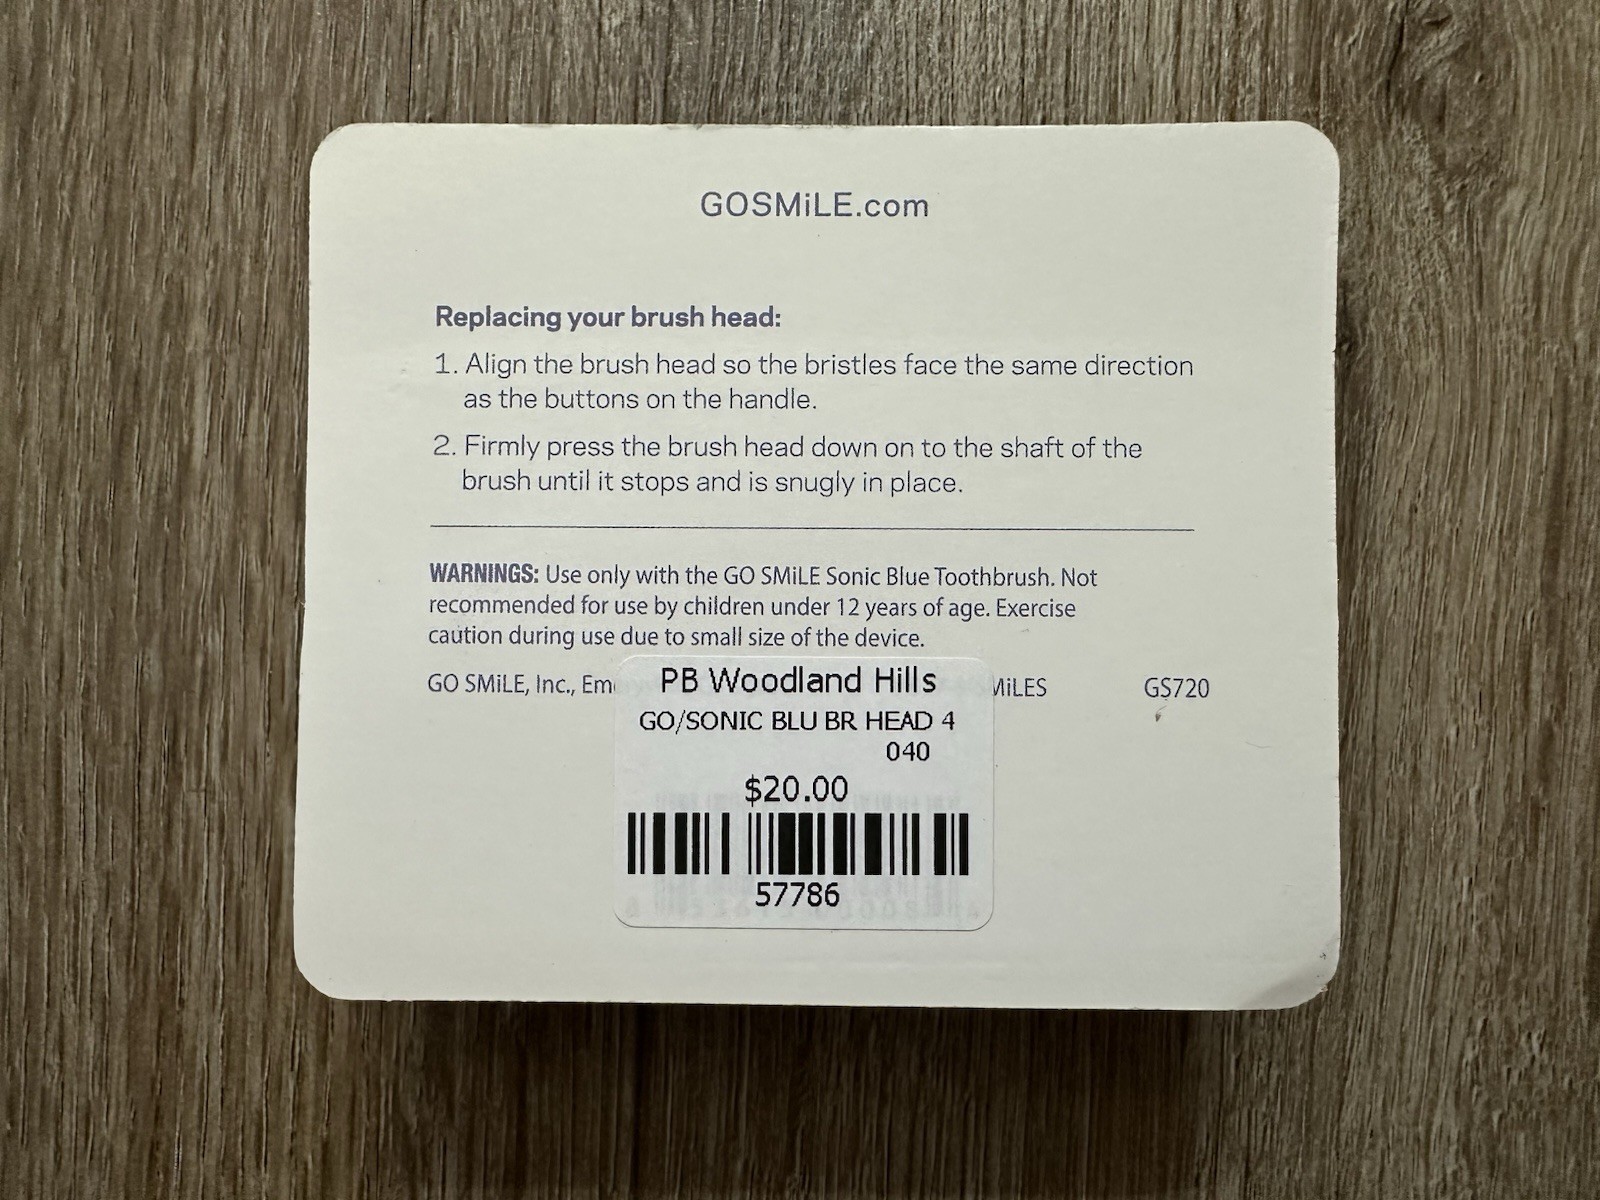 GOSMiLE.com
Replacing your brush head:
1. Align the brush head so the bristles face the same direction
as the buttons on the handle.
2. Firmly press the brush head down on to the shaft of the
brush until it stops and is snugly in place.
WARNINGS: Use only with the GO SMiLE Sonic Blue Toothbrush. Not
recommended for use by children under 12 years of age. Exercise
caution during use due to small size of the device.
GO SMiLE, Inc., GS720
PB Woodland Hills
GO/SONIC BLU BR HEAD 4
040
$20.00
57786